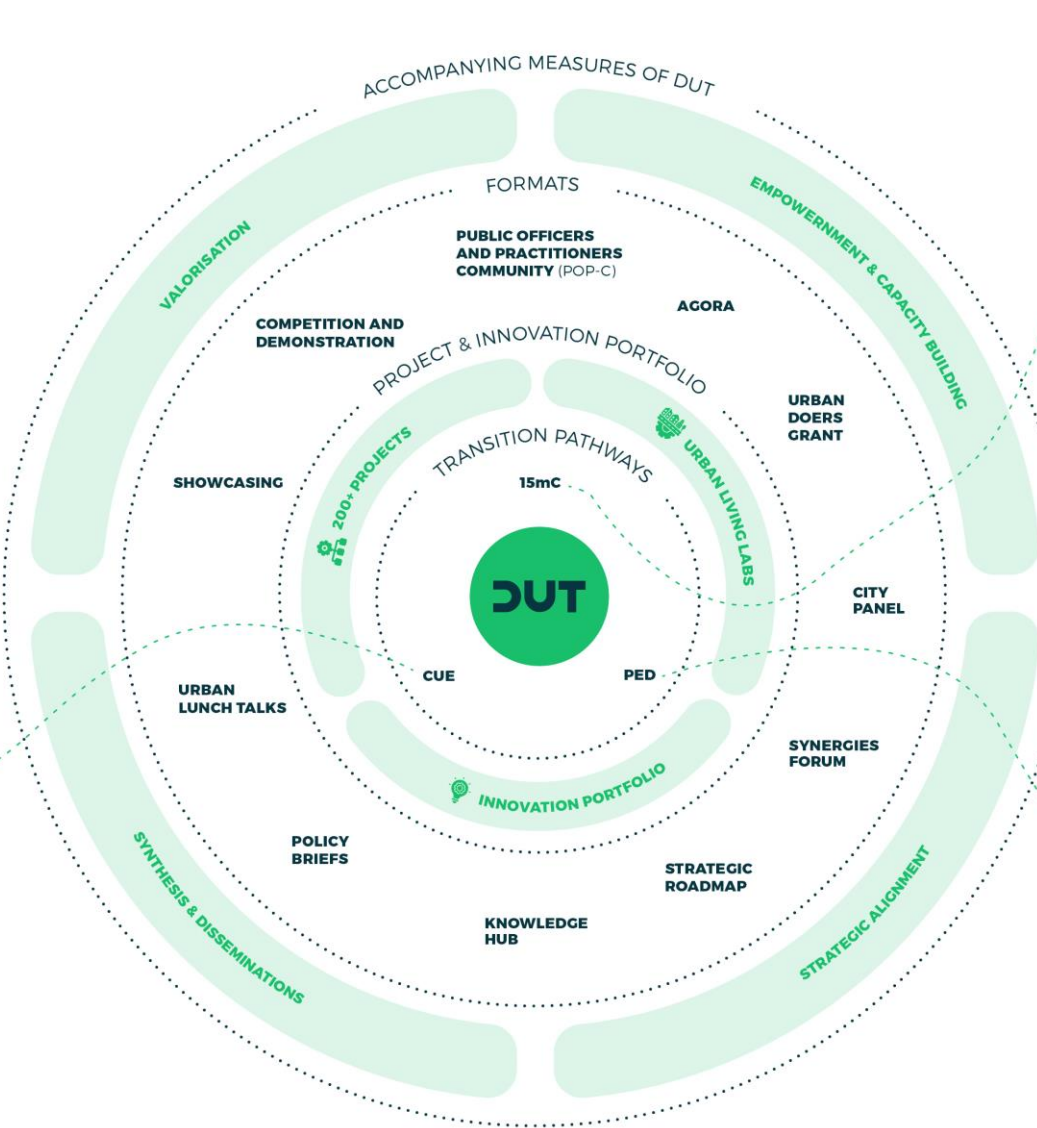 ACCOMPANYING MEASURES OF DUT
VALORISATION
EMPOWERNMENT & CAPACITY BUILDING
FORMATS
PUBLIC OFFICERS
AND PRACTITIONERS
COMMUNITY (POP-C)
AGORA
COMPETITION AND
DEMONSTRATION
PROJECT & INNOVATION PORTFOLIO
URBAN
DOERS
GRANT
200+ PROJECTS
URBAN LIVING LABS
TRANSITION PATHWAYS
SHOWCASING
15mC
DUT
CITY
PANEL
CUE
PED
URBAN
LUNCH TALKS
SYNERGIES
FORUM
INNOVATION PORTFOLIO
POLICY
BRIEFS
STRATEGIC
ROADMAP
KNOWLEDGE
HUB
SYNTHESIS & DISSEMINATIONS
STRATEGIC ALIGNMENT